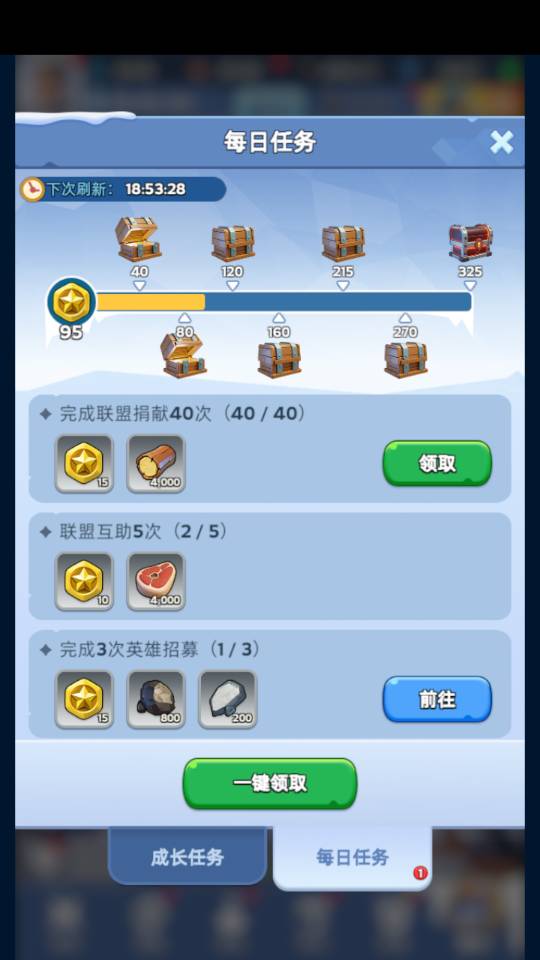 每日任务
下次刷新： 18:53:28
40 120 215 325
95
80 160 270
完成联盟捐献40次（40 / 40）
15 4,000
领取
联盟互助5次（2 / 5）
10 4,000
完成3次英雄招募（1 / 3）
15 800 200
前往
一键领取
成长任务 每日任务 1